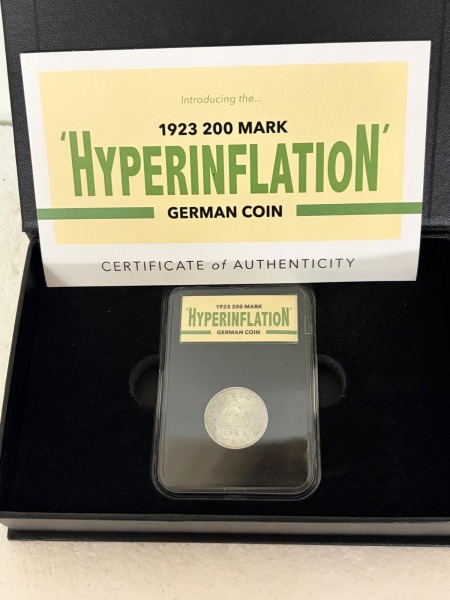 Introducing the...
1923 200 MARK
'HYPERINFLATION'
GERMAN COIN
CERTIFICATE of AUTHENTICITY
1923 200 MARK
'HYPERINFLATION'
GERMAN COIN